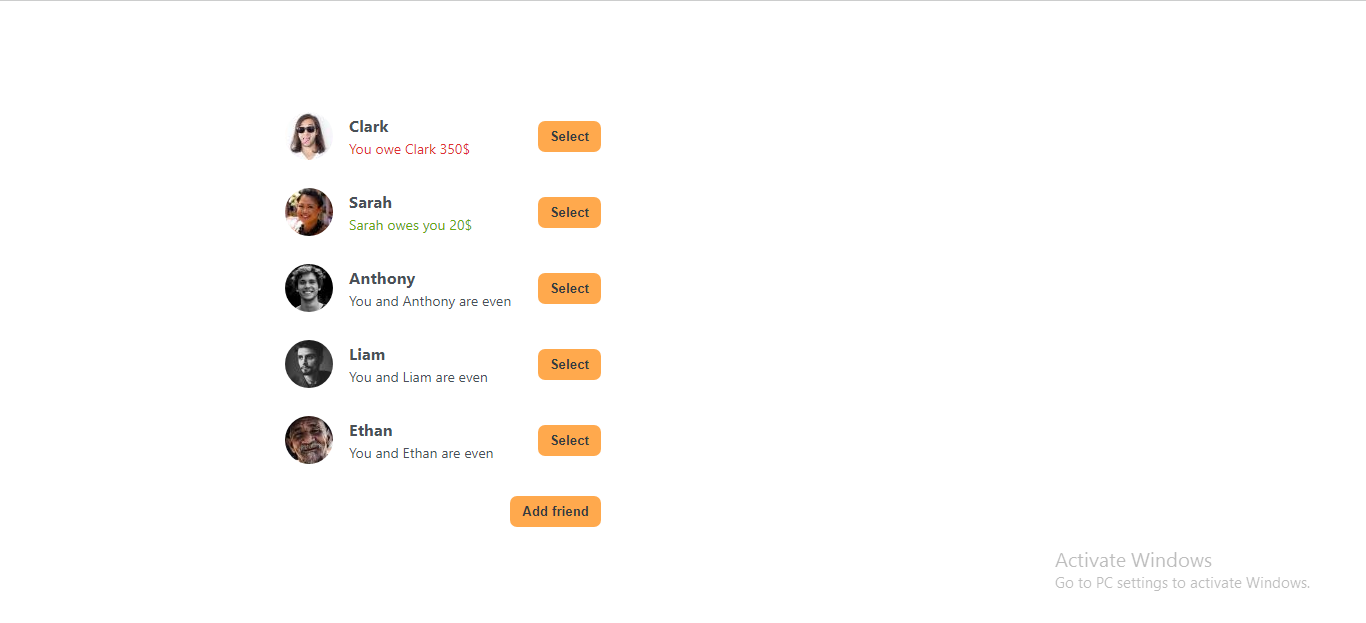 Clark
You owe Clark 350$
Select
Sarah
Sarah owes you 20$
Select
Anthony
You and Anthony are even
Select
Liam
You and Liam are even
Select
Ethan
You and Ethan are even
Select
Add friend
Activate Windows
Go to PC settings to activate Windows.